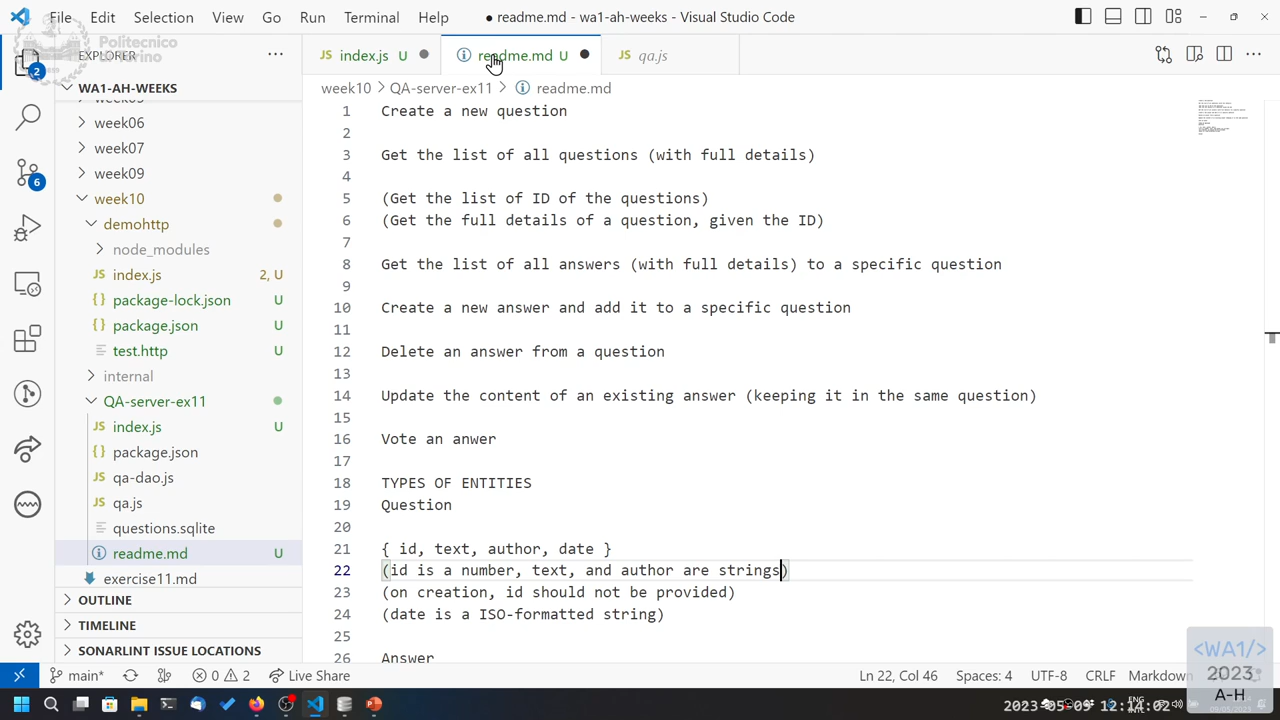 File Edit Selection View Go Run Terminal Help
● readme.md - wa1-ah-weeks - Visual Studio Code
Politecnico
di Torino
EXPLORER
index.js U
readme.md U
qa.js
WA1-AH-WEEKS
week10 > QA-server-ex11 > readme.md
week05
week06
week07
week09
week10
demohttp
node_modules
index.js 2, U
package-lock.json U
package.json U
test.http U
internal
QA-server-ex11
index.js U
package.json
qa-dao.js
qa.js
questions.sqlite
readme.md U
exercise11.md
OUTLINE
TIMELINE
SONARLINT ISSUE LOCATIONS
2
6
1 Create a new question
2
3 Get the list of all questions (with full details)
4
5 (Get the list of ID of the questions)
6 (Get the full details of a question, given the ID)
7
8 Get the list of all answers (with full details) to a specific question
9
10 Create a new answer and add it to a specific question
11
12 Delete an answer from a question
13
14 Update the content of an existing answer (keeping it in the same question)
15
16 Vote an anwer
17
18 TYPES OF ENTITIES
19 Question
20
21 { id, text, author, date }
22 (id is a number, text, and author are strings)
23 (on creation, id should not be provided)
24 (date is a ISO-formatted string)
25
26 Answer
main* 0 2 Live Share
Ln 22, Col 46 Spaces: 4 UTF-8 CRLF Markdown
<WA1/>
2023
A-H
ENG